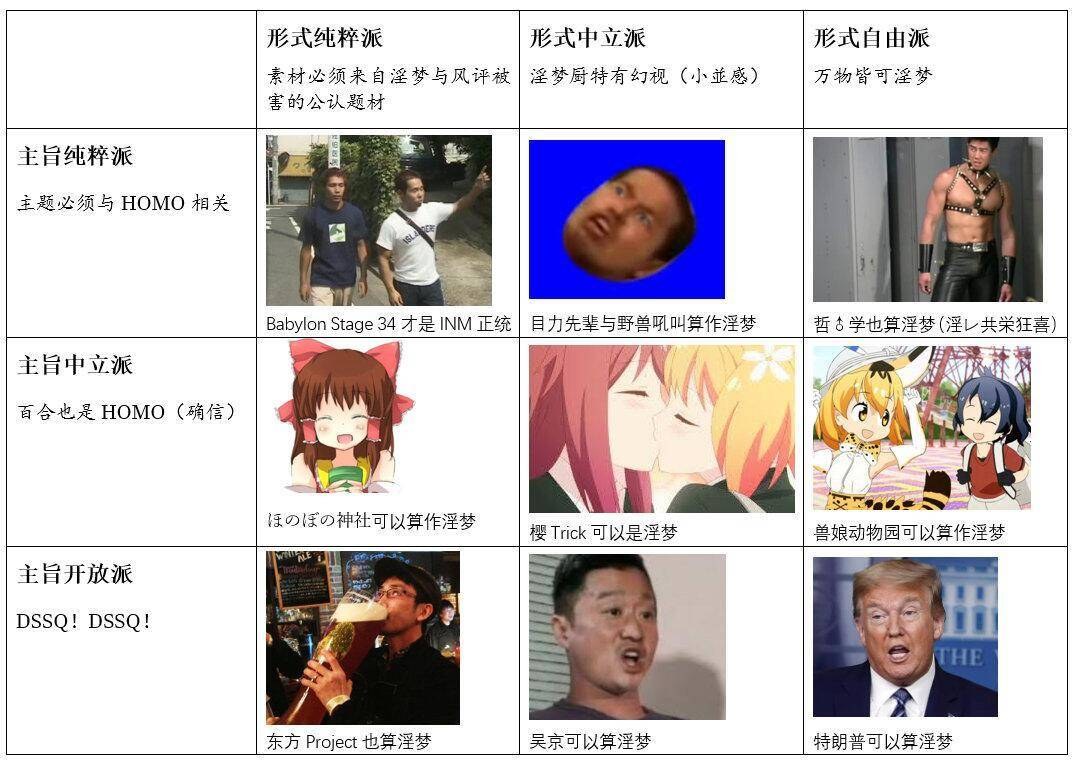 形式纯粹派
素材必须来自淫梦与风评被
害的公认题材
形式中立派
淫梦厨特有幻视（小並感）
形式自由派
万物皆可淫梦
主旨纯粹派
主题必须与 HOMO 相关
ISLANDERS
Babylon Stage 34 才是 INM 正统
目力先辈与野兽吼叫算作淫梦
哲♂学也算淫梦(淫レ共栄狂喜)
主旨中立派
百合也是 HOMO（确信）
ほのぼの神社可以算作淫梦
樱 Trick 可以是淫梦
兽娘动物园可以算作淫梦
主旨开放派
DSSQ！DSSQ！
THE
东方 Project 也算淫梦
吴京可以算淫梦
特朗普可以算淫梦